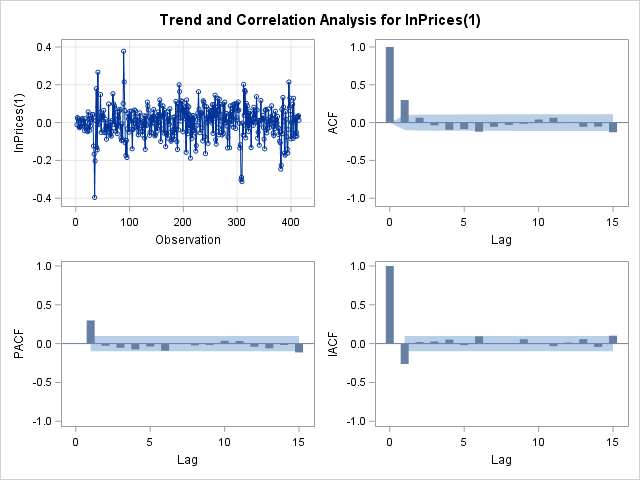 Trend and Correlation Analysis for lnPrices(1)
lnPrices(1)
0.4
0.2
0.0
-0.2
-0.4
0 100 200 300 400
Observation
ACF
1.0
0.5
0.0
-0.5
-1.0
0 5 10 15
Lag
PACF
1.0
0.5
0.0
-0.5
-1.0
0 5 10 15
Lag
IACF
1.0
0.5
0.0
-0.5
-1.0
0 5 10 15
Lag